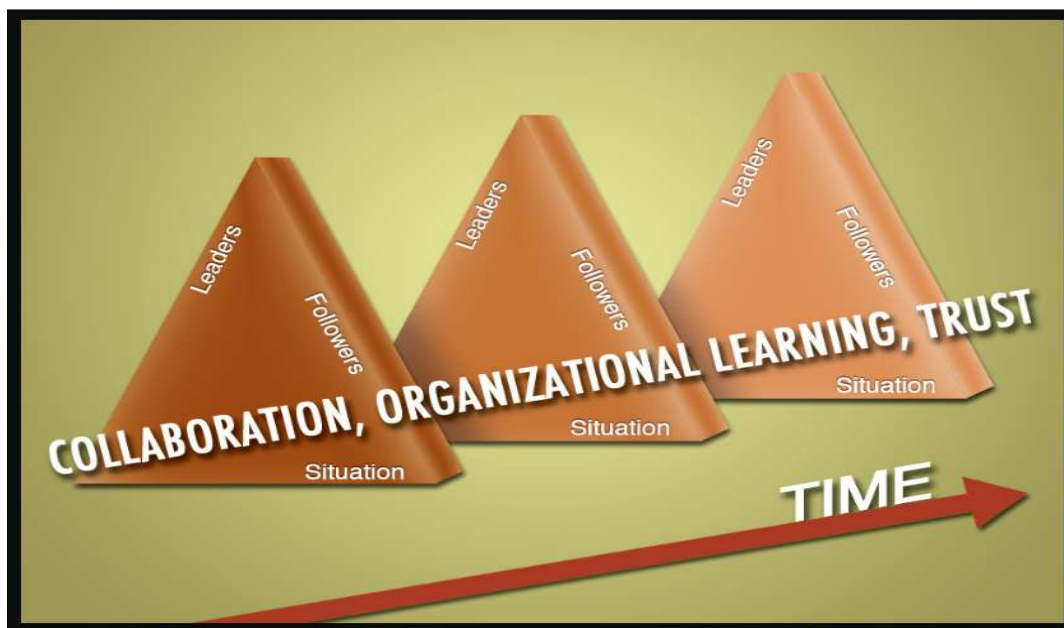 Leaders
Followers
Situation
Leaders
Followers
Situation
Leaders
Followers
Situation
COLLABORATION, ORGANIZATIONAL LEARNING, TRUST
TIME